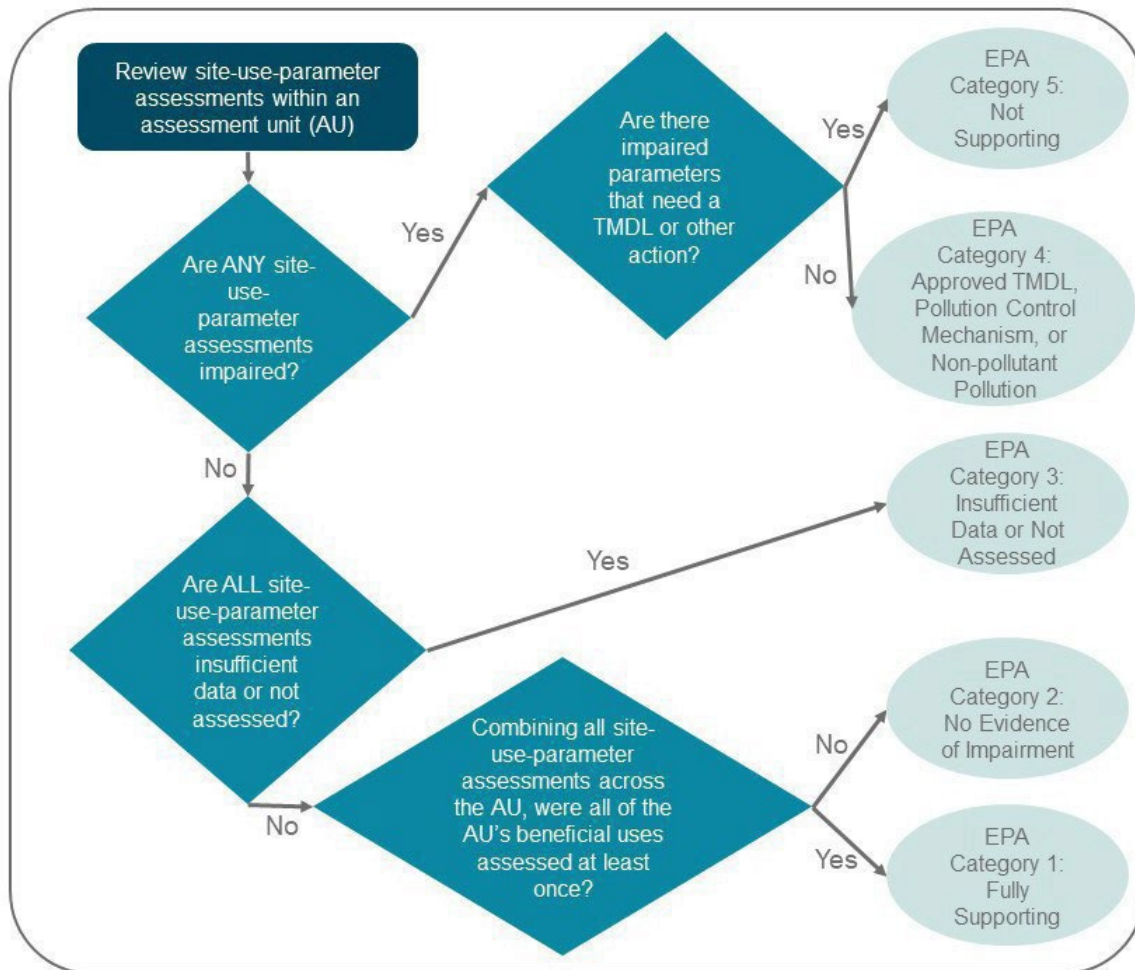 Review site-use-parameter
assessments within an
assessment unit (AU)
Are ANY site-
use-
parameter
assessments
impaired?
Yes
Are there
impaired
parameters
that need a
TMDL or other
action?
Yes
EPA
Category 5:
Not
Supporting
No
EPA
Category 4:
Approved TMDL,
Pollution Control
Mechanism, or
Non-pollutant
Pollution
No
Are ALL site-
use-parameter
assessments
insufficient
data or not
assessed?
Yes
EPA
Category 3:
Insufficient
Data or Not
Assessed
No
Combining all site-
use-parameter
assessments across
the AU, were all of the
AU’s beneficial uses
assessed at least
once?
No
EPA
Category 2:
No Evidence
of Impairment
Yes
EPA
Category 1:
Fully
Supporting